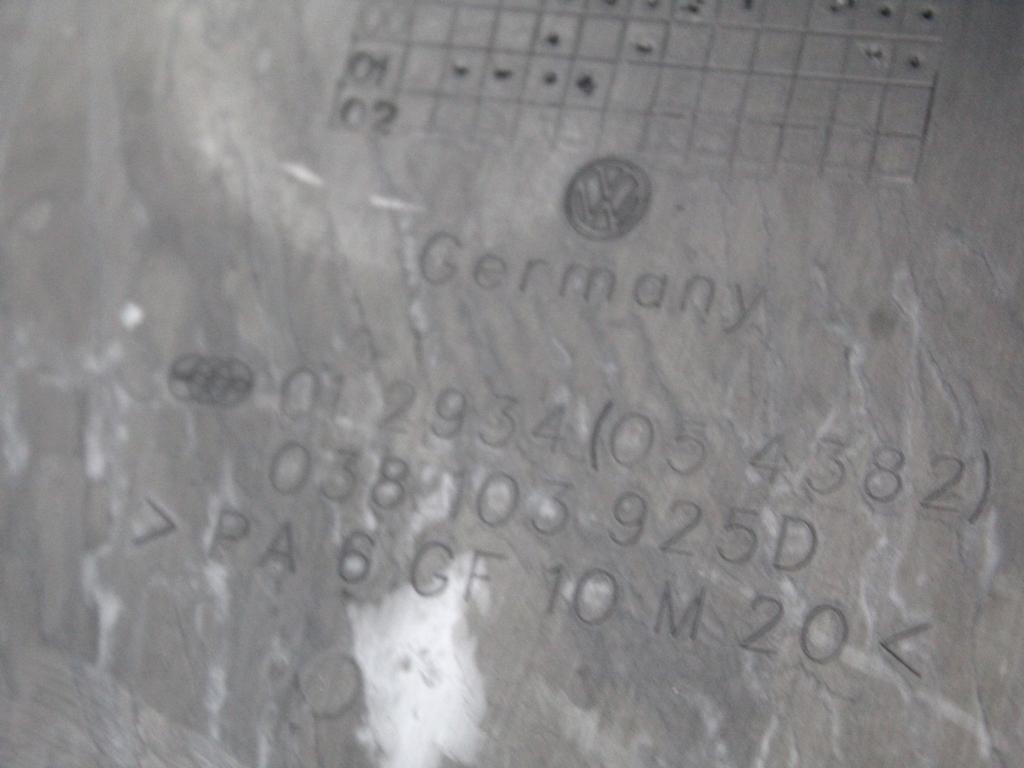 01
02
Germany
01 2934 (05 4382)
038 103 925D
> PA 6 GF 10 M 20 <